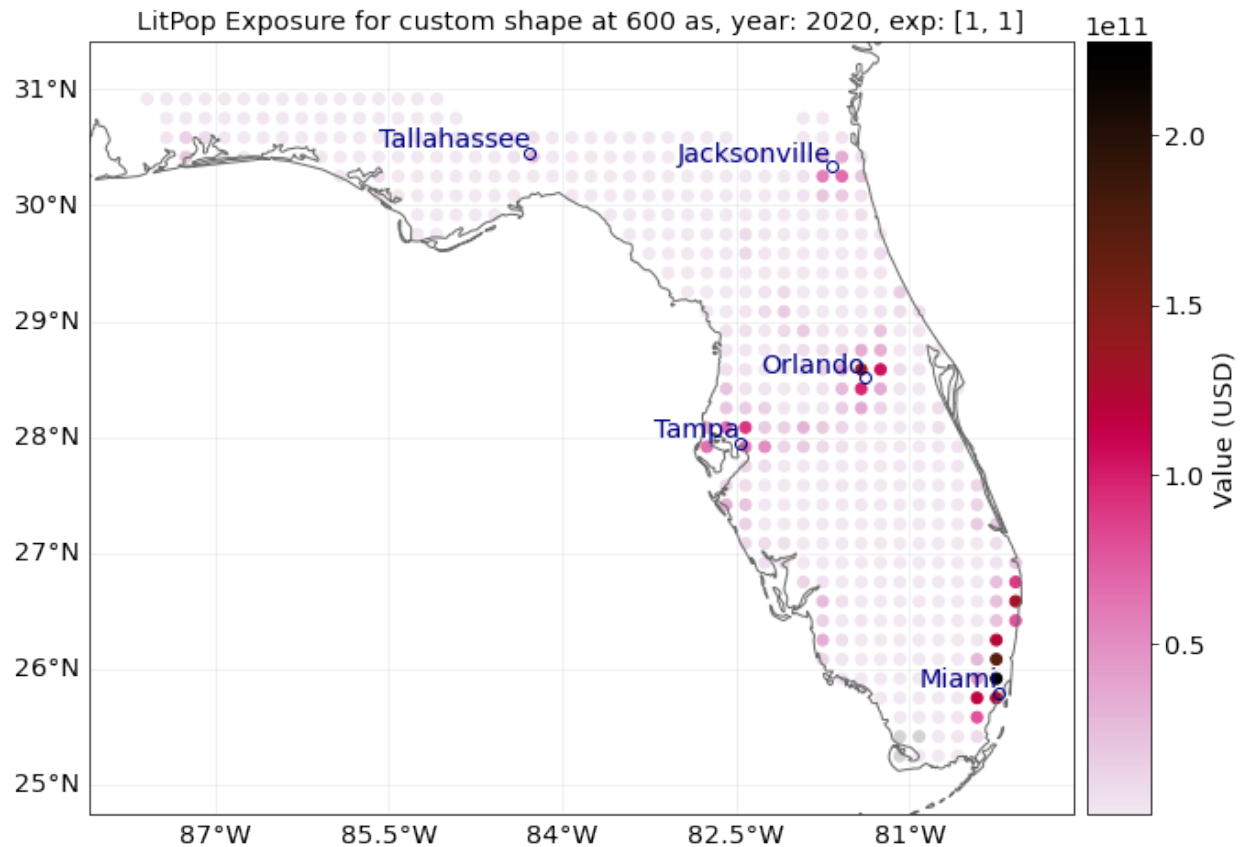 LitPop Exposure for custom shape at 600 as, year: 2020, exp: [1, 1]
1e11
31°N
30°N
29°N
28°N
27°N
26°N
25°N
Tallahassee
Jacksonville
Orlando
Tampa
Miami
87°W 85.5°W 84°W 82.5°W 81°W
2.0
1.5
1.0
0.5
Value (USD)